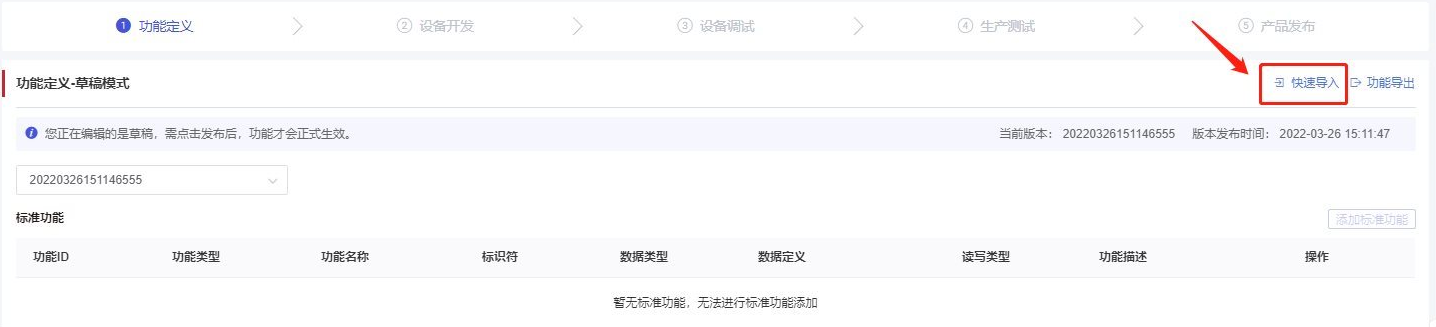 1 功能定义 2 设备开发 3 设备调试 4 生产测试 5 产品发布
功能定义-草稿模式 快速导入 功能导出
您正在编辑的是草稿，需点击发布后，功能才会正式生效。 当前版本： 20220326151146555 版本发布时间： 2022-03-26 15:11:47
20220326151146555
标准功能 添加标准功能
功能ID 功能类型 功能名称 标识符 数据类型 数据定义 读写类型 功能描述 操作
暂无标准功能，无法进行标准功能添加